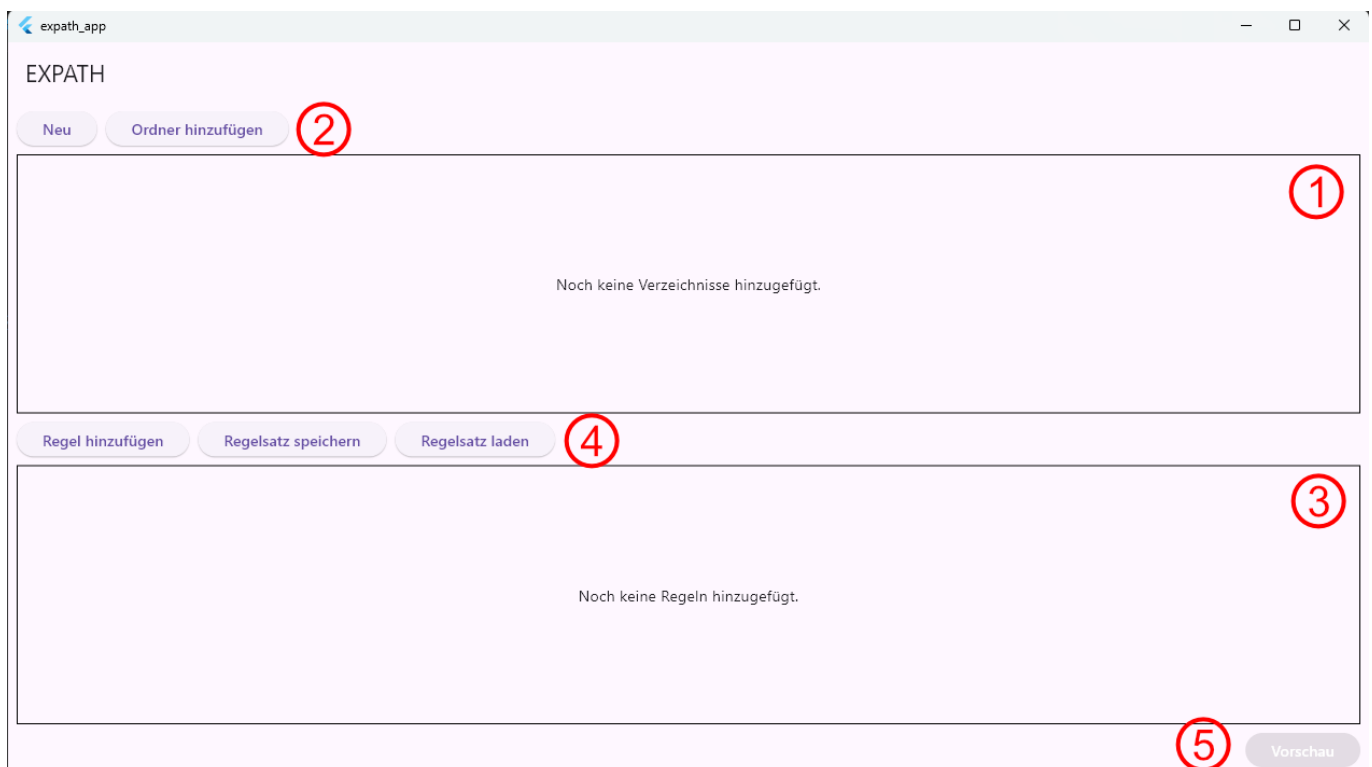 expath_app
EXPATH
Neu Ordner hinzufügen 2
1
Noch keine Verzeichnisse hinzugefügt.
Regel hinzufügen Regelsatz speichern Regelsatz laden 4
3
Noch keine Regeln hinzugefügt.
5 Vorschau